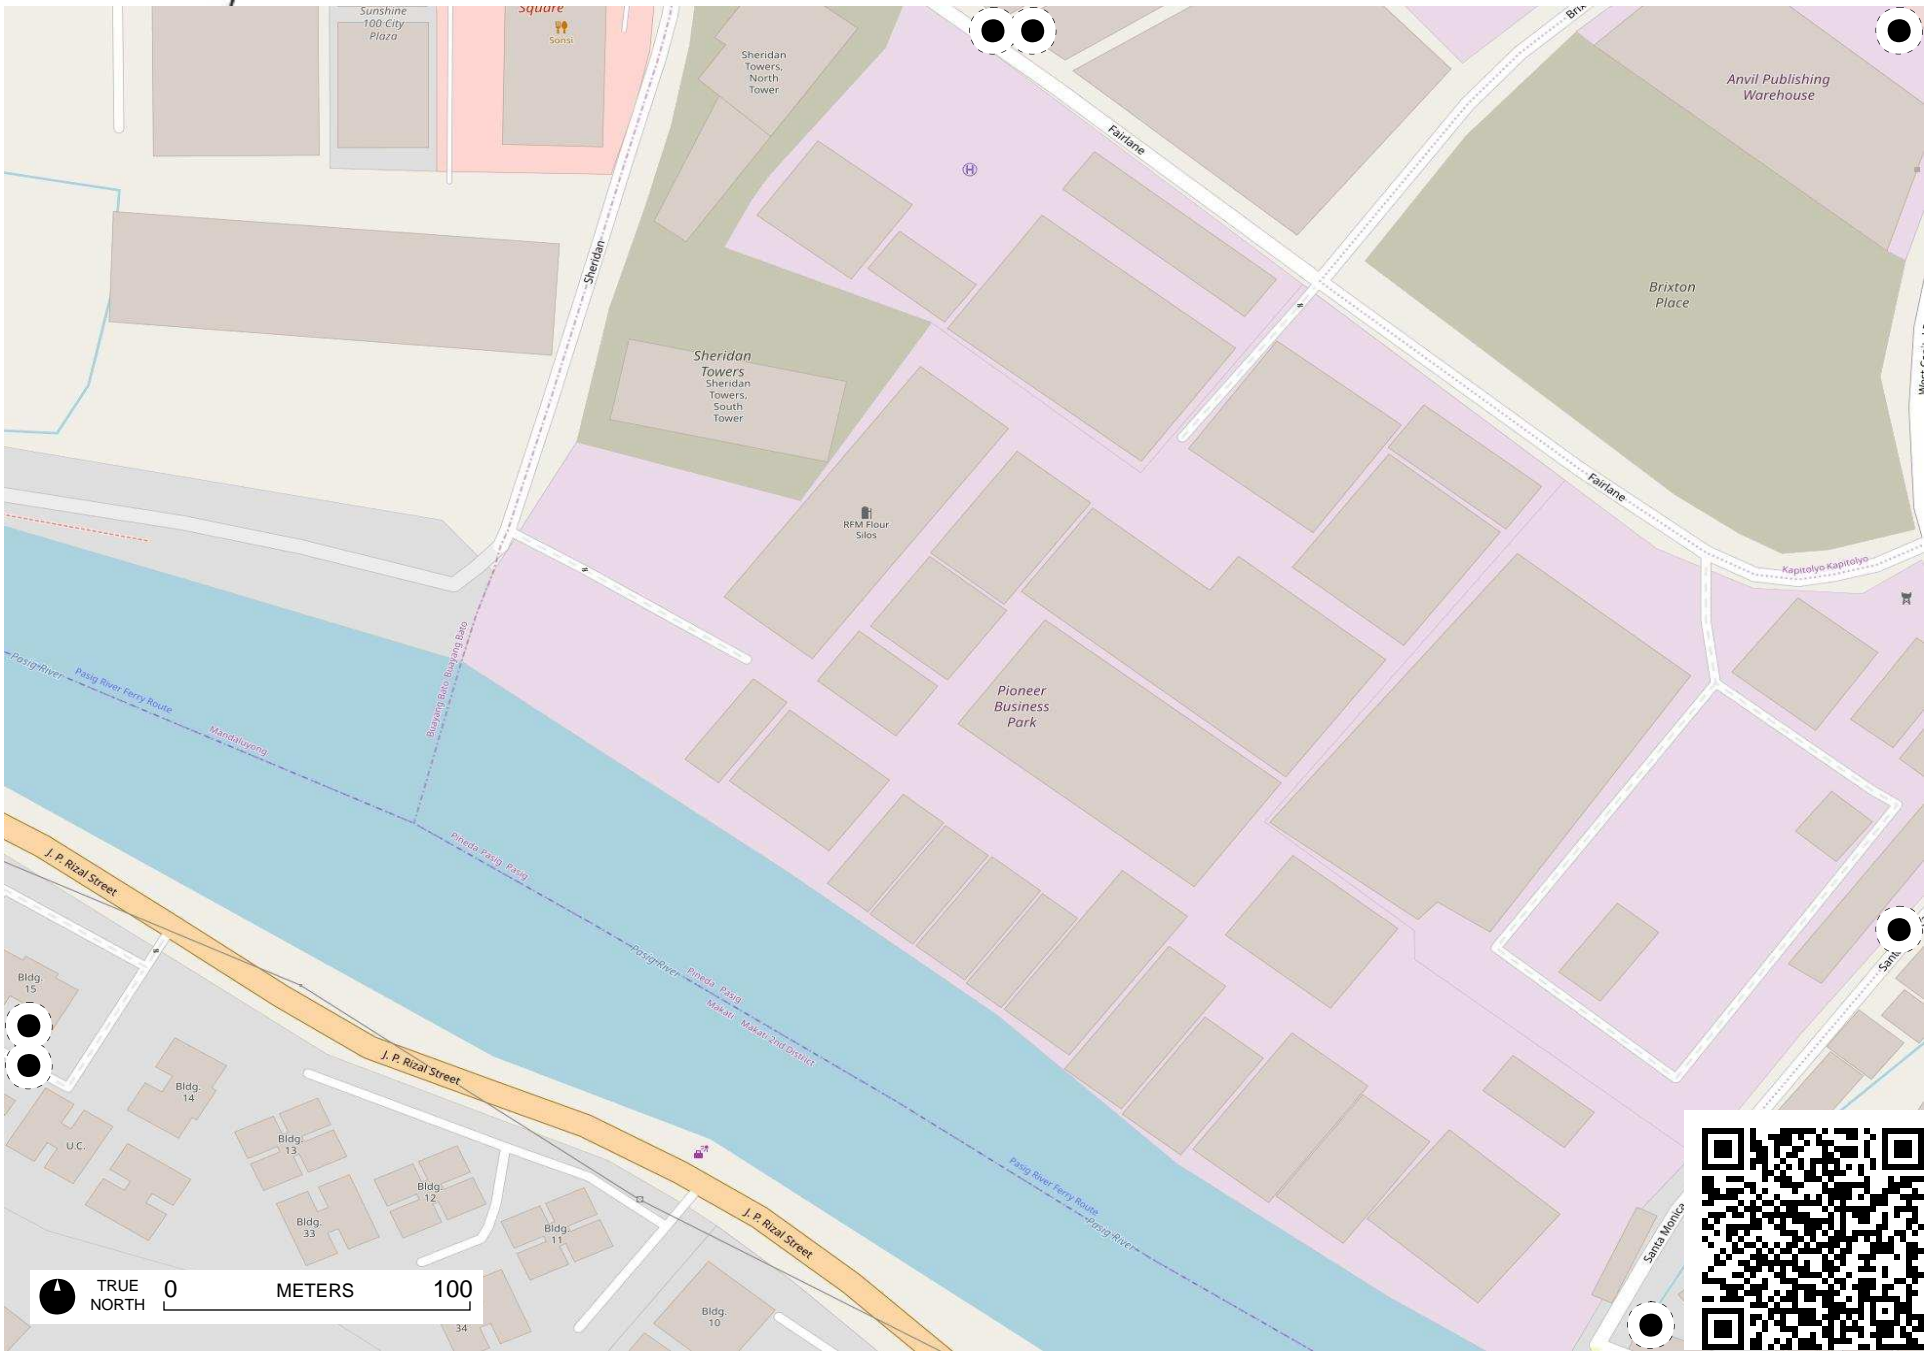 Sunshine
100 City
Plaza
Square
Sansi
Sheridan
Towers,
North
Tower
Fairlane
Anvil Publishing
Warehouse
Brixton
Place
Sheridan
Sheridan
Towers
Sheridan
Towers,
South
Tower
RFM Flour
Silos
Fairlane
Kapitolyo Kapitolyo
Buayang Bato Buayang Bato
Pasig River
Pasig River Ferry Route
Mandaluyong
Pioneer
Business
Park
Pineda Pasig Pasig
J. P. Rizal Street
Pasig River
Pineda Pasig
Makati Makati 2nd District
Bldg.
15
J. P. Rizal Street
Bldg.
14
U.C.
Bldg.
13
Bldg.
12
Bldg.
33
Bldg.
11
J. P. Rizal Street
Pasig River Ferry Route
Pasig River
Santa Monica
TRUE
NORTH
0 METERS 100
34
Bldg.
10